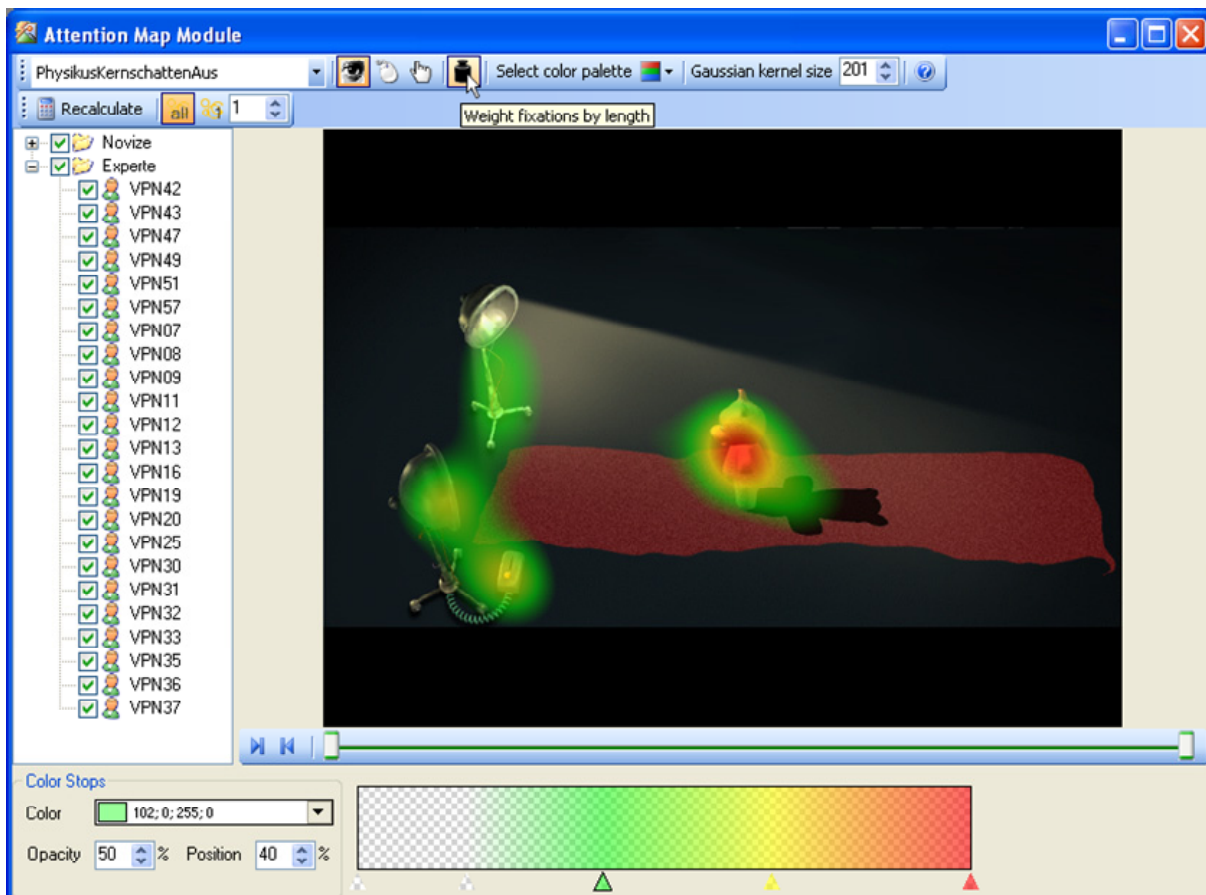 Attention Map Module
PhysikusKernschattenAus Select color palette Gaussian kernel size 201
Recalculate all 1 1
Weight fixations by length
Novize
Experte
VPN42
VPN43
VPN47
VPN49
VPN51
VPN57
VPN07
VPN08
VPN09
VPN11
VPN12
VPN13
VPN16
VPN19
VPN20
VPN25
VPN30
VPN31
VPN32
VPN33
VPN35
VPN36
VPN37
Color Stops
Color 102; 0; 255; 0
Opacity 50 % Position 40 %